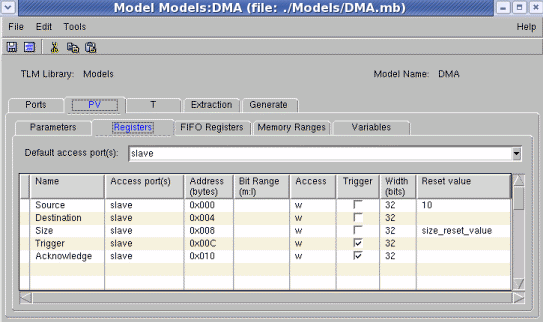 Model Models:DMA (file: ./Models/DMA.mb)
File Edit Tools Help
TLM Library: Models Model Name: DMA
Ports PV T Extraction Generate
Parameters Registers FIFO Registers Memory Ranges Variables
Default access port(s): slave
Name Access port(s) Address (bytes) Bit Range (m:l) Access Trigger Width (bits) Reset value
Source slave 0x000 w 32 10
Destination slave 0x004 w 32
Size slave 0x008 w 32 size_reset_value
Trigger slave 0x00C w 32
Acknowledge slave 0x010 w 32